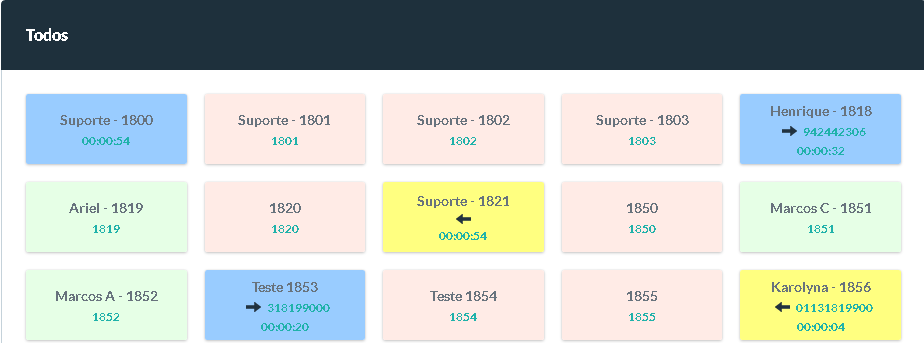 Todos
Suporte - 1800
00:00:54
Suporte - 1801
1801
Suporte - 1802
1802
Suporte - 1803
1803
Henrique - 1818
942442306
00:00:32
Ariel - 1819
1819
1820
1820
Suporte - 1821
00:00:54
1850
1850
Marcos C - 1851
1851
Marcos A - 1852
1852
Teste 1853
318199000
00:00:20
Teste 1854
1854
1855
1855
Karolyna - 1856
01131819900
00:00:04